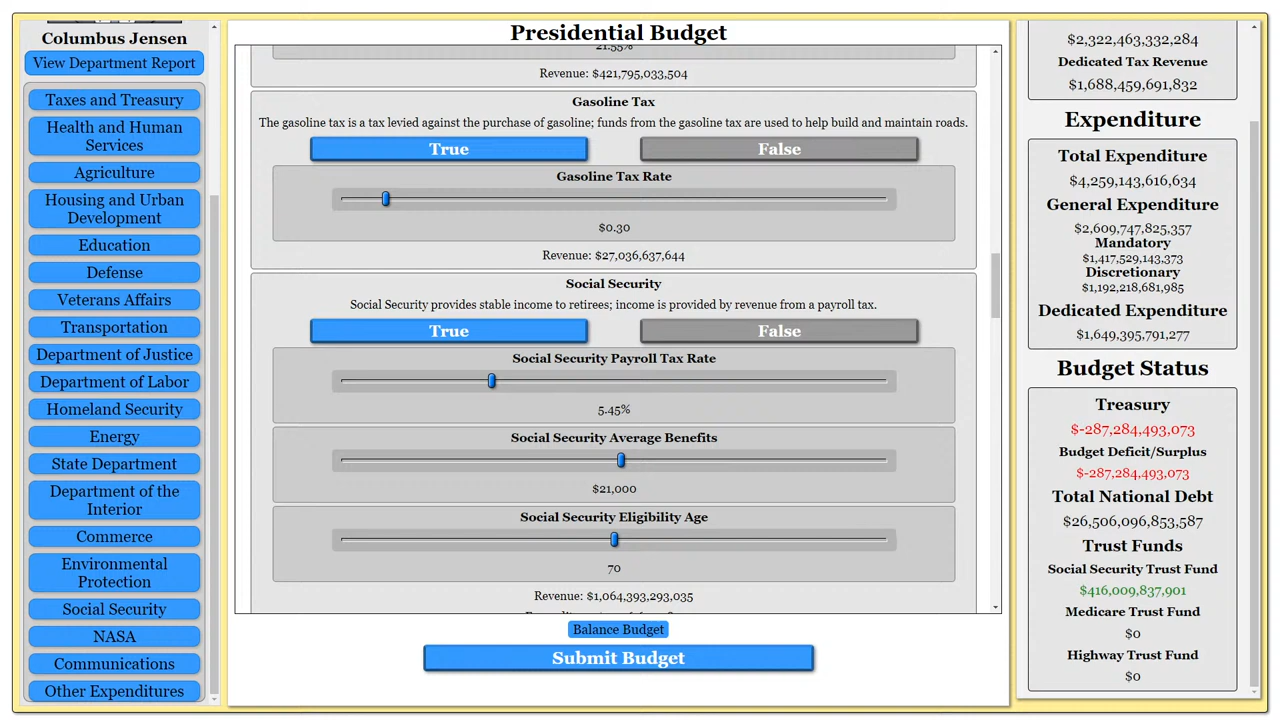 Columbus Jensen
View Department Report
Taxes and Treasury
Health and Human
Services
Agriculture
Housing and Urban
Development
Education
Defense
Veterans Affairs
Transportation
Department of Justice
Department of Labor
Homeland Security
Energy
State Department
Department of the
Interior
Commerce
Environmental
Protection
Social Security
NASA
Communications
Other Expenditures
Presidential Budget
21.55%
Revenue: $421,795,033,504
Gasoline Tax
The gasoline tax is a tax levied against the purchase of gasoline; funds from the gasoline tax are used to help build and maintain roads.
True
False
Gasoline Tax Rate
$0.30
Revenue: $27,036,637,644
Social Security
Social Security provides stable income to retirees; income is provided by revenue from a payroll tax.
True
False
Social Security Payroll Tax Rate
5.45%
Social Security Average Benefits
$21,000
Social Security Eligibility Age
70
Revenue: $1,064,393,293,035
Balance Budget
Submit Budget
$2,322,463,332,284
Dedicated Tax Revenue
$1,688,459,691,832
Expenditure
Total Expenditure
$4,259,143,616,634
General Expenditure
$2,609,747,825,357
Mandatory
$1,417,529,143,373
Discretionary
$1,192,218,681,985
Dedicated Expenditure
$1,649,395,791,277
Budget Status
Treasury
$-287,284,493,073
Budget Deficit/Surplus
$-287,284,493,073
Total National Debt
$26,506,096,853,587
Trust Funds
Social Security Trust Fund
$416,009,837,901
Medicare Trust Fund
$0
Highway Trust Fund
$0